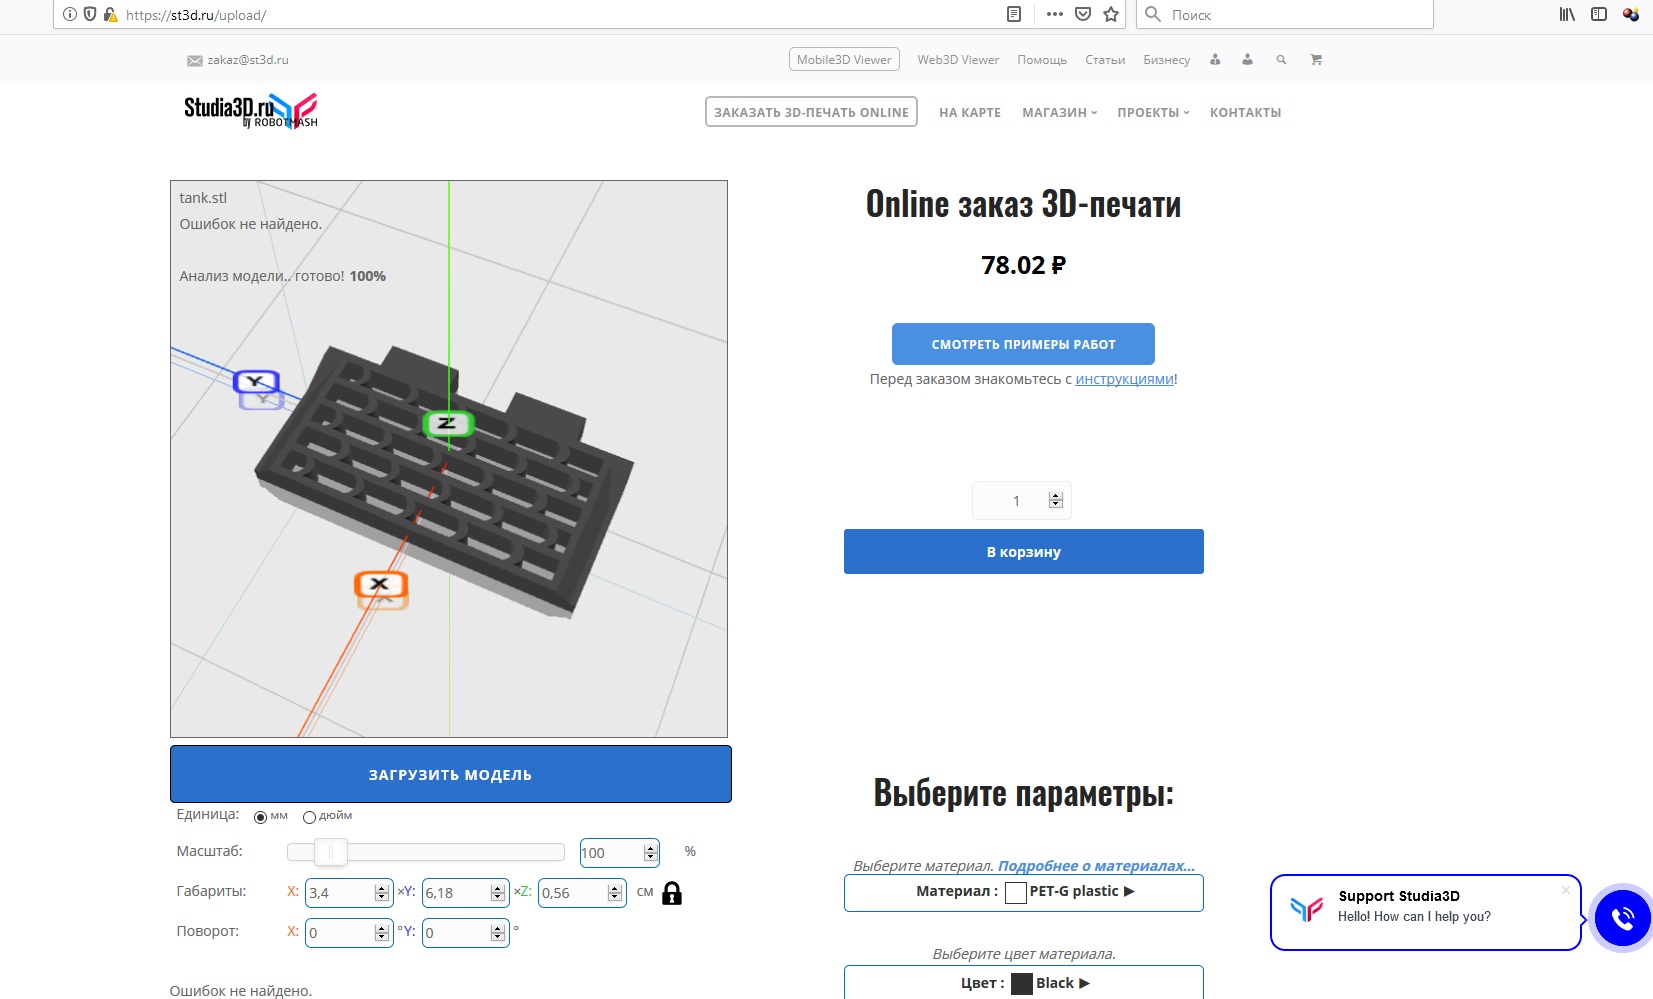 https://st3d.ru/upload/
Поиск
zakaz@st3d.ru
Mobile3D Viewer Web3D Viewer Помощь Статьи Бизнесу
Studia3D.ru
by ROBOTMASH
ЗАКАЗАТЬ 3D-ПЕЧАТЬ ONLINE НА КАРТЕ МАГАЗИН ПРОЕКТЫ КОНТАКТЫ
tank.stl
Ошибок не найдено.
Анализ модели.. готово! 100%
Y
Y
Z
X
X
ЗАГРУЗИТЬ МОДЕЛЬ
Единица: мм дюйм
Масштаб: 100 %
Габариты: X: 3,4 ×Y: 6,18 ×Z: 0,56 см
Поворот: X: 0 °Y: 0 °
Ошибок не найдено.
Online заказ 3D-печати
78.02 ₽
СМОТРЕТЬ ПРИМЕРЫ РАБОТ
Перед заказом знакомьтесь с инструкциями!
1
В корзину
Выберите параметры:
Выберите материал. Подробнее о материалах...
Материал : PET-G plastic ▶
Выберите цвет материала.
Цвет : Black ▶
Support Studia3D ×
Hello! How can I help you?